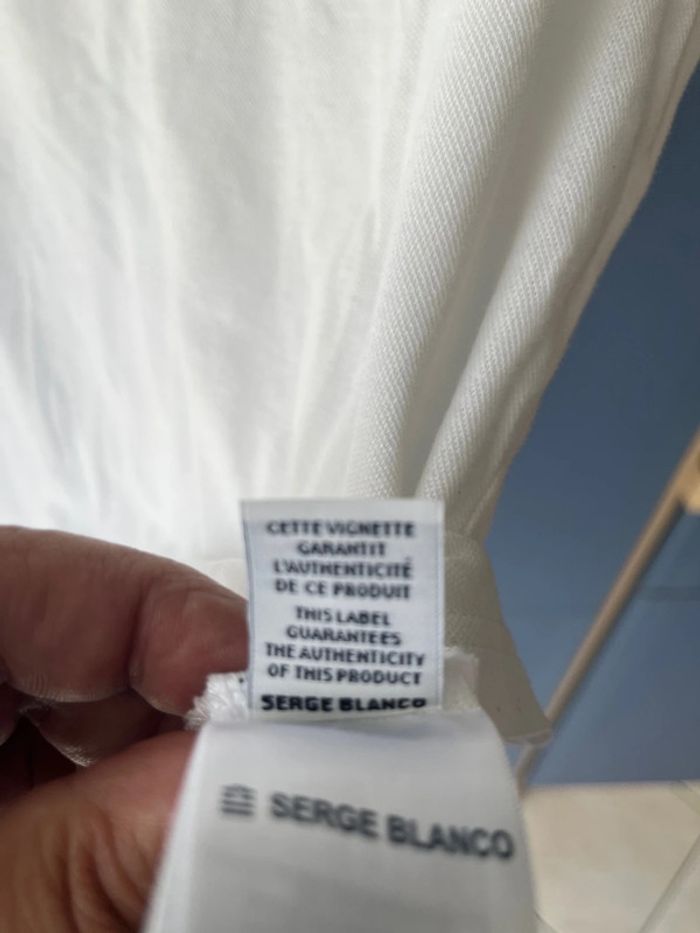 CETTE VIGNETTE
GARANTIT
L'AUTHENTICITÉ
DE CE PRODUIT
THIS LABEL
GUARANTEES
THE AUTHENTICITY
OF THIS PRODUCT
SERGE BLANCO
SERGE BLANCO